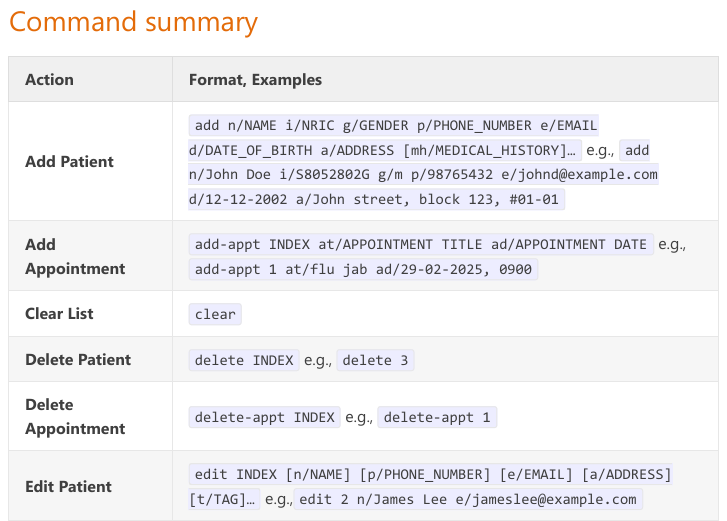 Command summary
Action Format, Examples
Add Patient
add n/NAME i/NRIC g/GENDER p/PHONE_NUMBER e/EMAIL
d/DATE_OF_BIRTH a/ADDRESS [mh/MEDICAL_HISTORY]… e.g., add
n/John Doe i/S8052802G g/m p/98765432 e/johnd@example.com
d/12-12-2002 a/John street, block 123, #01-01
Add
Appointment
add-appt INDEX at/APPOINTMENT TITLE ad/APPOINTMENT DATE e.g.,
add-appt 1 at/flu jab ad/29-02-2025, 0900
Clear List
clear
Delete Patient
delete INDEX e.g., delete 3
Delete
Appointment
delete-appt INDEX e.g., delete-appt 1
Edit Patient
edit INDEX [n/NAME] [p/PHONE_NUMBER] [e/EMAIL] [a/ADDRESS]
[t/TAG]… e.g., edit 2 n/James Lee e/jameslee@example.com